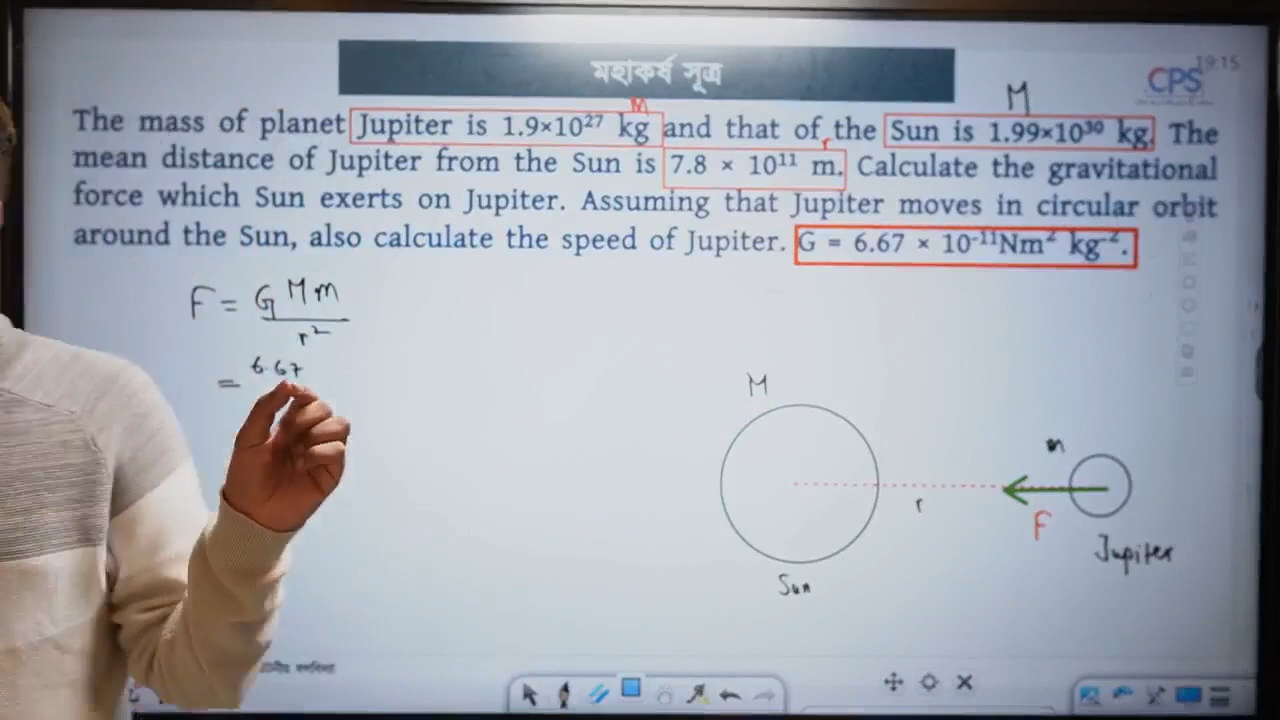 মহাকর্ষ সূত্র
CPS
19:15
M
m
The mass of planet Jupiter is 1.9×10²⁷ kg and that of the Sun is 1.99×10³⁰ kg. The
r
mean distance of Jupiter from the Sun is 7.8 × 10¹¹ m. Calculate the gravitational
force which Sun exerts on Jupiter. Assuming that Jupiter moves in circular orbit
around the Sun, also calculate the speed of Jupiter. G = 6.67 × 10⁻¹¹Nm² kg⁻².
F = G Mm
r²
= 6.67
M
m
r
F
Jupiter
Sun